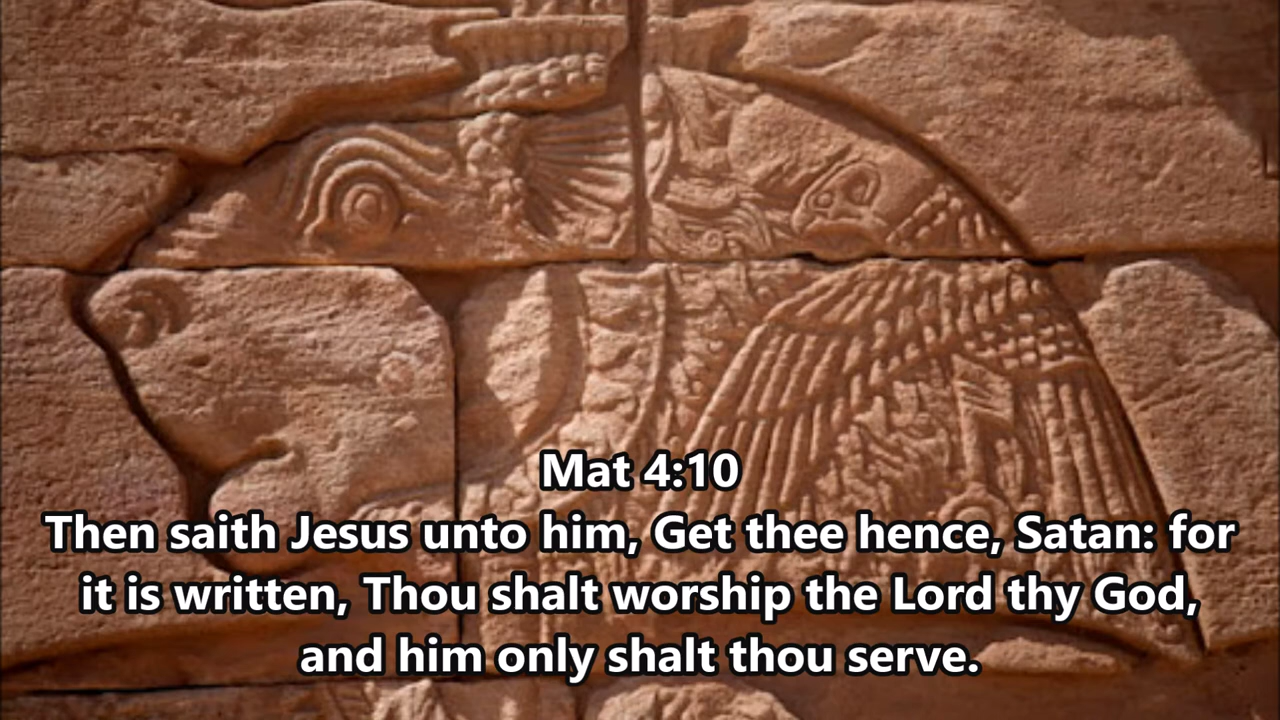 Mat 4:10
Then saith Jesus unto him, Get thee hence, Satan: for
it is written, Thou shalt worship the Lord thy God,
and him only shalt thou serve.